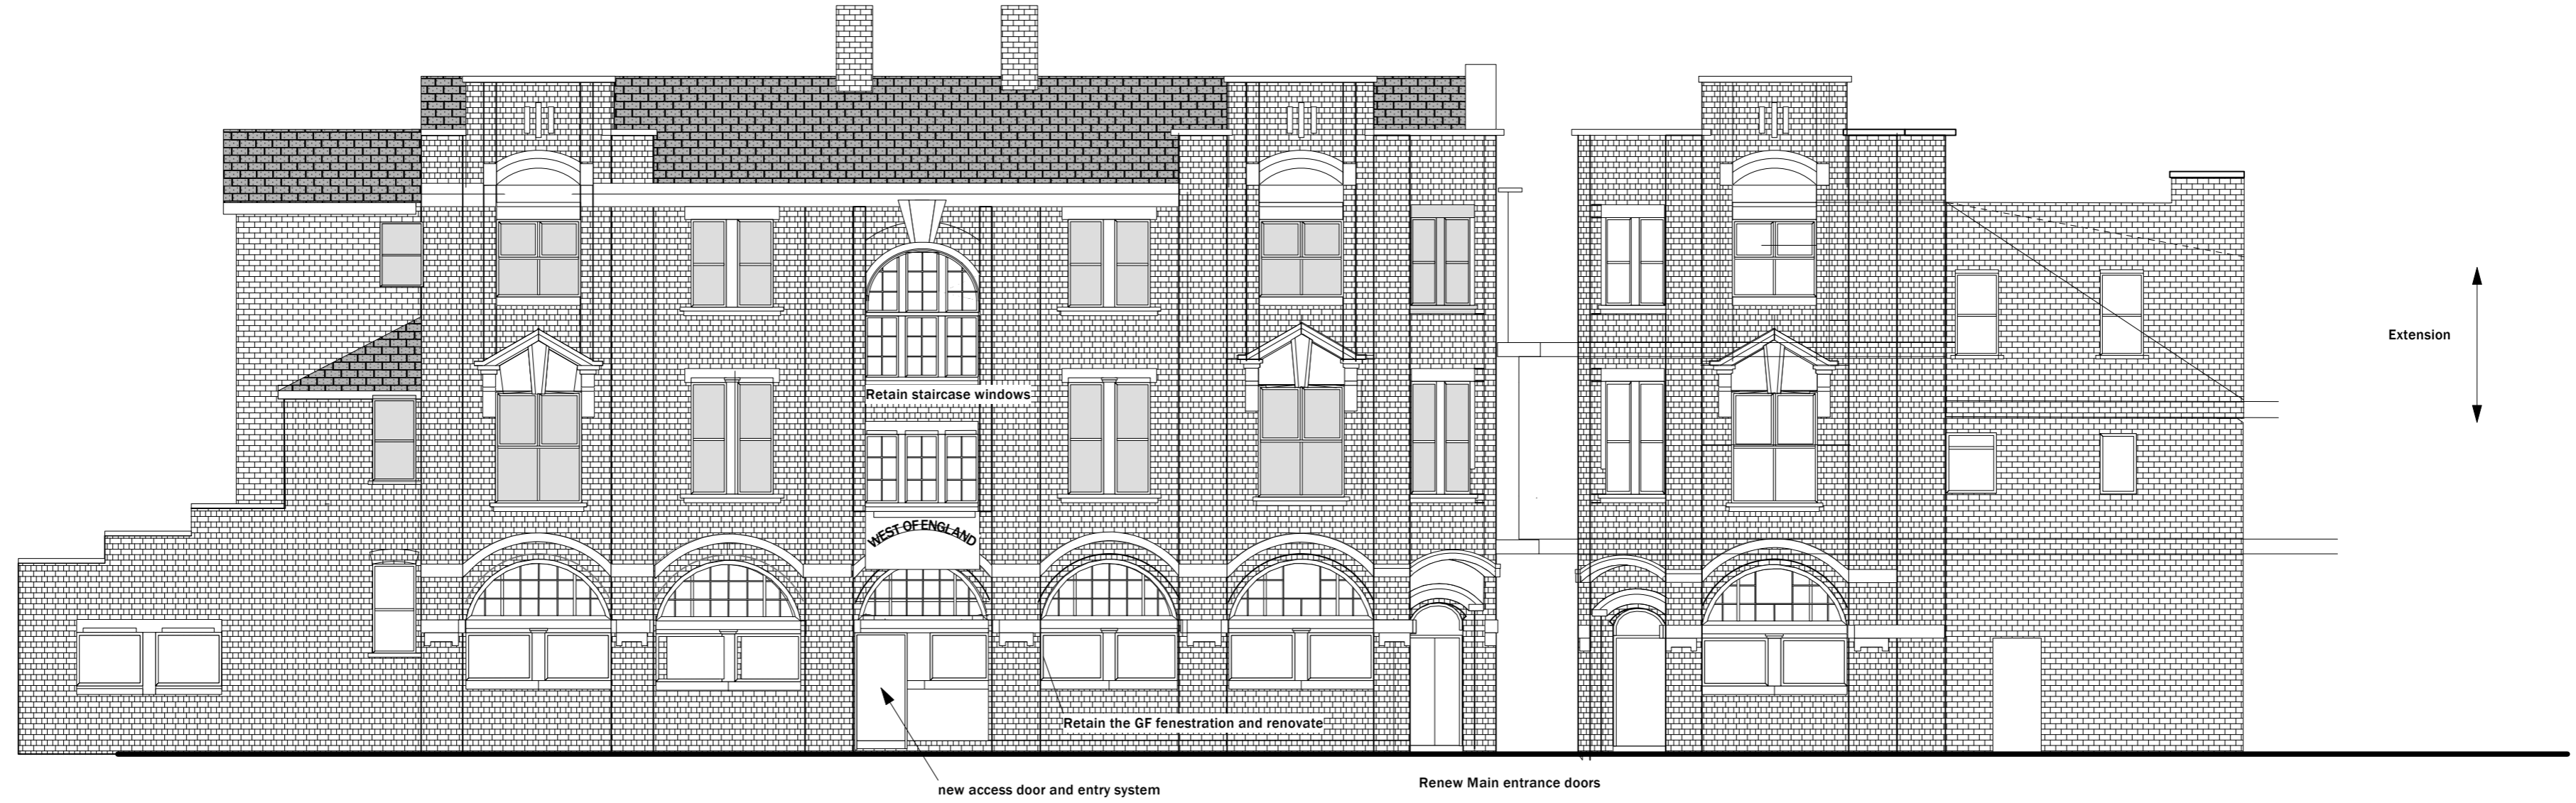 Extension
Retain staircase windows
WEST OF ENGLAND
Retain the GF fenestration and renovate
Renew Main entrance doors
new access door and entry system